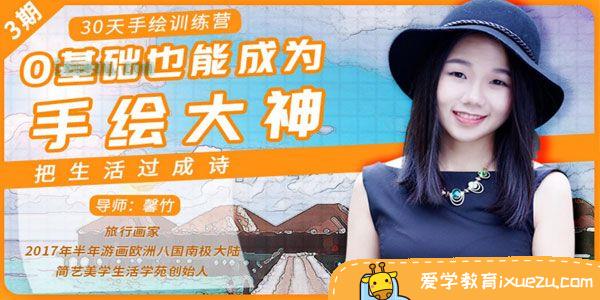 3期
30天手绘训练营
0基础也能成为
手绘大神
把生活过成诗
导师：馨竹
旅行画家
2017年半年游画欧洲八国南极大陆
简艺美学生活学苑创始人
爱学教育ixuezu.com